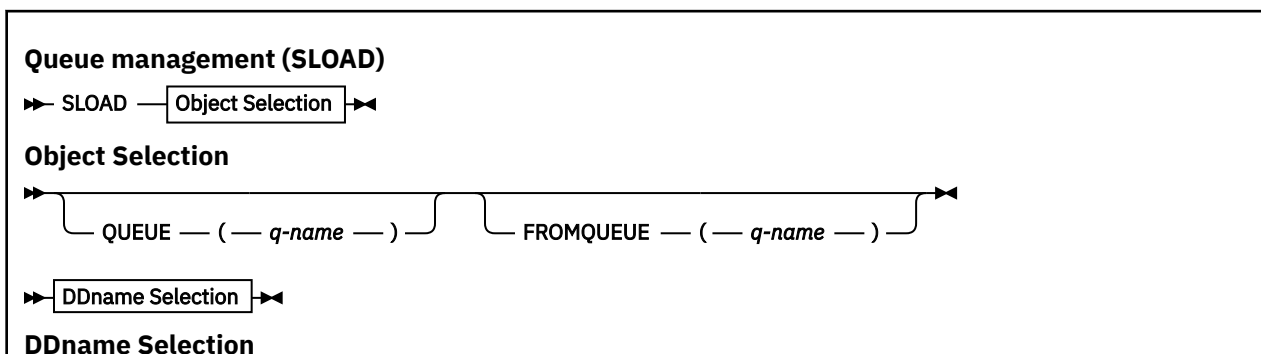 Queue management (SLOAD)
SLOAD Object Selection
Object Selection
QUEUE ( q-name ) FROMQUEUE ( q-name )
DDname Selection
DDname Selection